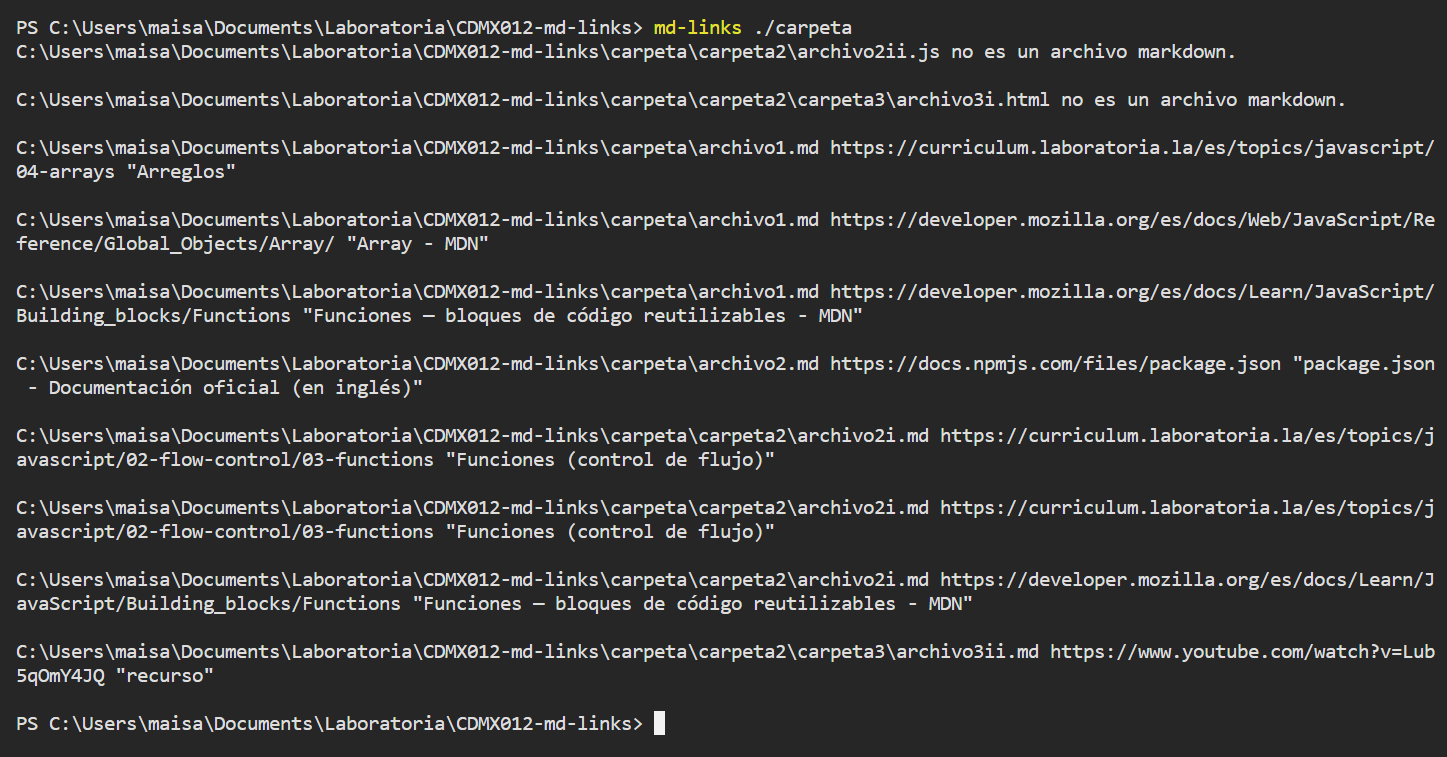 PS C:\Users\maisa\Documents\Laboratoria\CDMX012-md-links> md-links ./carpeta
C:\Users\maisa\Documents\Laboratoria\CDMX012-md-links\carpeta\carpeta2\archivo2ii.js no es un archivo markdown.
C:\Users\maisa\Documents\Laboratoria\CDMX012-md-links\carpeta\carpeta2\carpeta3\archivo3i.html no es un archivo markdown.
C:\Users\maisa\Documents\Laboratoria\CDMX012-md-links\carpeta\archivo1.md https://curriculum.laboratoria.la/es/topics/javascript/
04-arrays "Arreglos"
C:\Users\maisa\Documents\Laboratoria\CDMX012-md-links\carpeta\archivo1.md https://developer.mozilla.org/es/docs/Web/JavaScript/Re
ference/Global_Objects/Array/ "Array - MDN"
C:\Users\maisa\Documents\Laboratoria\CDMX012-md-links\carpeta\archivo1.md https://developer.mozilla.org/es/docs/Learn/JavaScript/
Building_blocks/Functions "Funciones — bloques de código reutilizables - MDN"
C:\Users\maisa\Documents\Laboratoria\CDMX012-md-links\carpeta\archivo2.md https://docs.npmjs.com/files/package.json "package.json
 - Documentación oficial (en inglés)"
C:\Users\maisa\Documents\Laboratoria\CDMX012-md-links\carpeta\carpeta2\archivo2i.md https://curriculum.laboratoria.la/es/topics/j
avascript/02-flow-control/03-functions "Funciones (control de flujo)"
C:\Users\maisa\Documents\Laboratoria\CDMX012-md-links\carpeta\carpeta2\archivo2i.md https://curriculum.laboratoria.la/es/topics/j
avascript/02-flow-control/03-functions "Funciones (control de flujo)"
C:\Users\maisa\Documents\Laboratoria\CDMX012-md-links\carpeta\carpeta2\archivo2i.md https://developer.mozilla.org/es/docs/Learn/J
avaScript/Building_blocks/Functions "Funciones — bloques de código reutilizables - MDN"
C:\Users\maisa\Documents\Laboratoria\CDMX012-md-links\carpeta\carpeta2\carpeta3\archivo3ii.md https://www.youtube.com/watch?v=Lub
5qOmY4JQ "recurso"
PS C:\Users\maisa\Documents\Laboratoria\CDMX012-md-links>